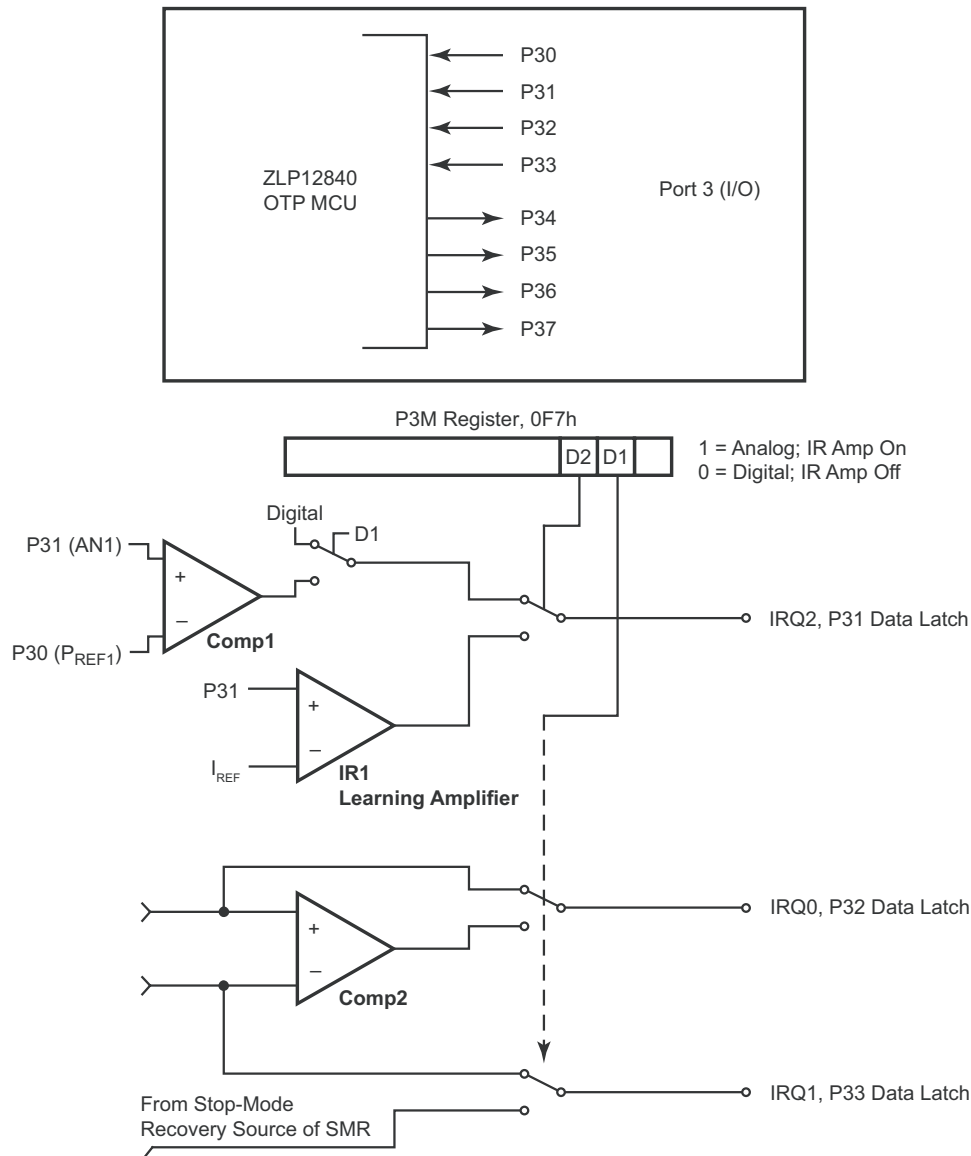 P30
P31
P32
P33
ZLP12840
OTP MCU
Port 3 (I/O)
P34
P35
P36
P37
P3M Register, 0F7h
D2 D1
1 = Analog; IR Amp On
0 = Digital; IR Amp Off
Digital
D1
P31 (AN1)
+
−
P30 (PREF1)
Comp1
IRQ2, P31 Data Latch
P31
+
−
IREF
IR1
Learning Amplifier
IRQ0, P32 Data Latch
+
−
Comp2
IRQ1, P33 Data Latch
From Stop-Mode
Recovery Source of SMR